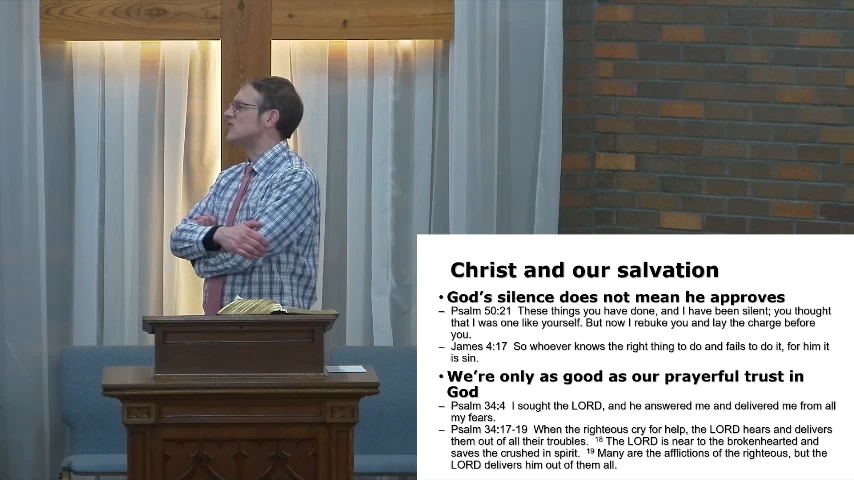 Christ and our salvation
• God's silence does not mean he approves
– Psalm 50:21 These things you have done, and I have been silent; you thought
that I was one like yourself. But now I rebuke you and lay the charge before
you.
– James 4:17 So whoever knows the right thing to do and fails to do it, for him it
is sin.
• We're only as good as our prayerful trust in
God
– Psalm 34:4 I sought the LORD, and he answered me and delivered me from all
my fears.
– Psalm 34:17-19 When the righteous cry for help, the LORD hears and delivers
them out of all their troubles. 18 The LORD is near to the brokenhearted and
saves the crushed in spirit. 19 Many are the afflictions of the righteous, but the
LORD delivers him out of them all.